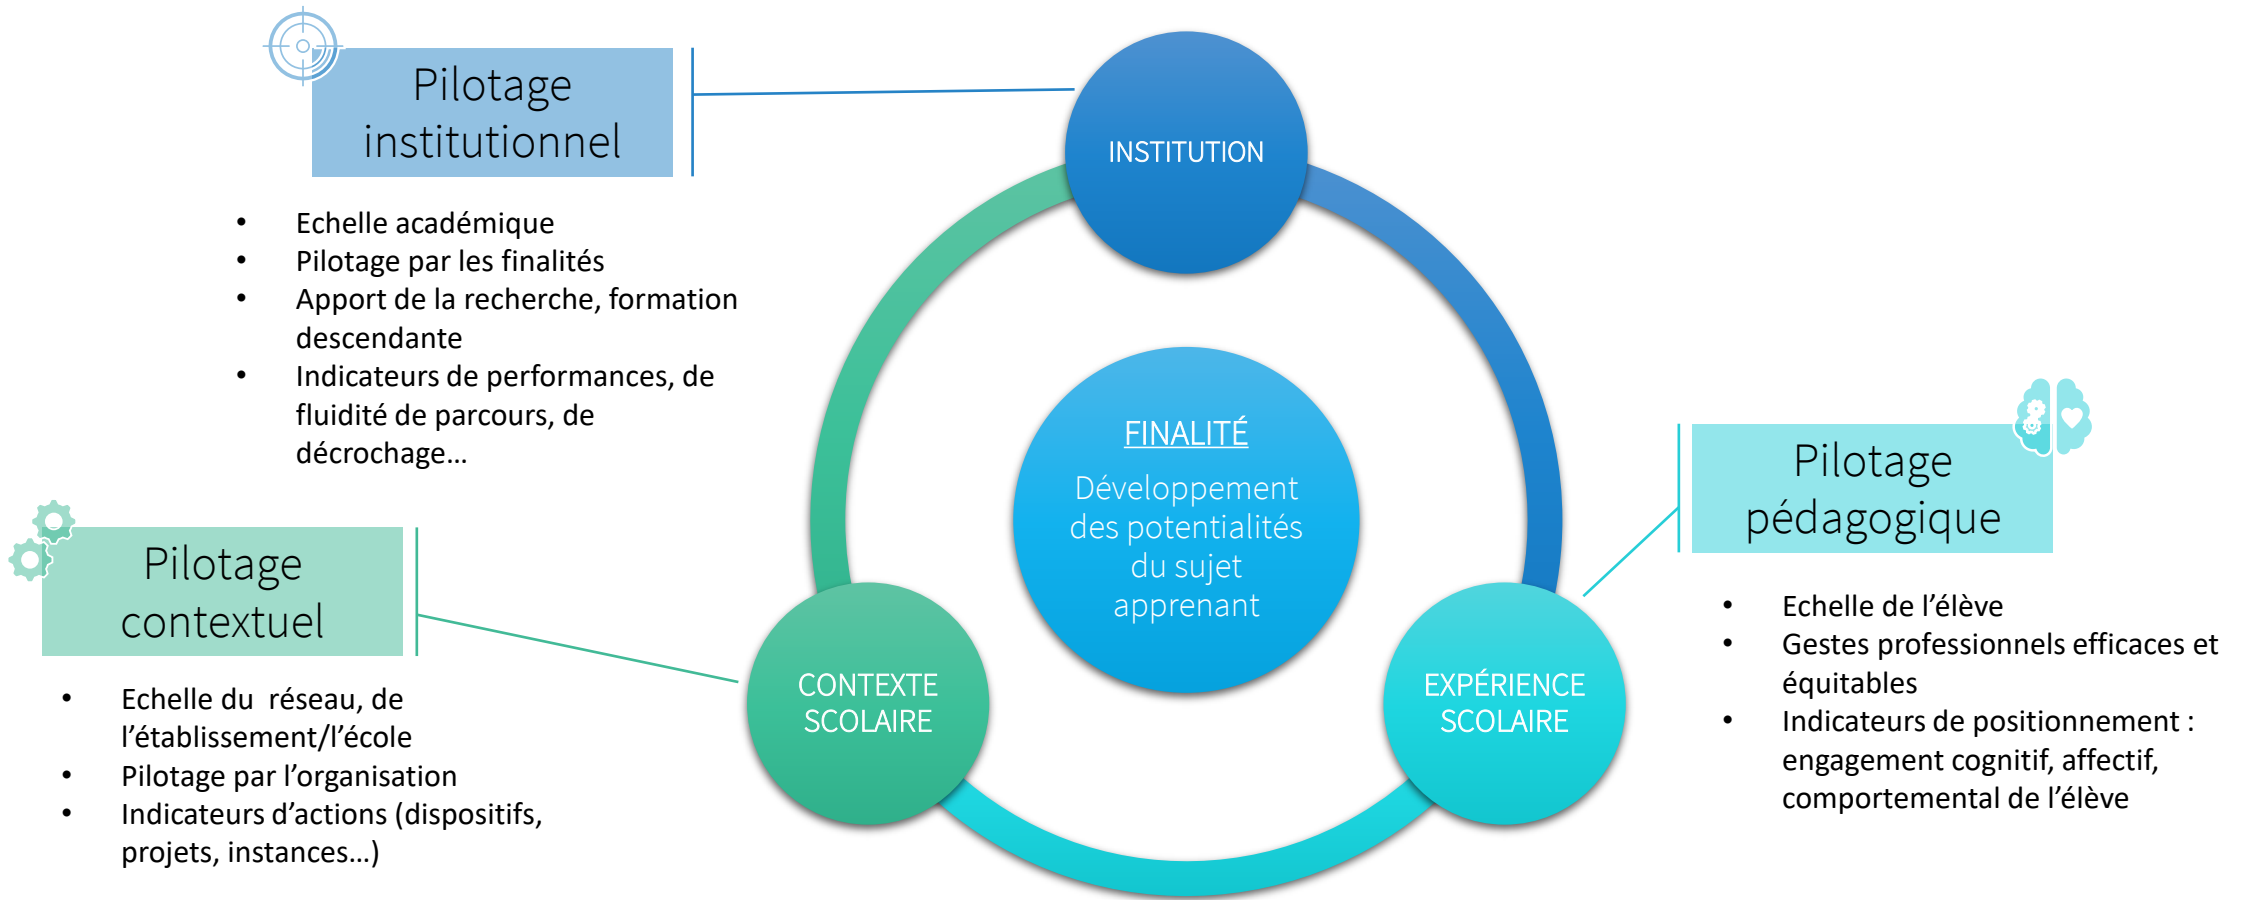 Pilotage
institutionnel
• Echelle académique
• Pilotage par les finalités
• Apport de la recherche, formation
descendante
• Indicateurs de performances, de
fluidité de parcours, de
décrochage…
INSTITUTION
FINALITÉ
Développement
des potentialités
du sujet
apprenant
Pilotage
pédagogique
• Echelle de l’élève
• Gestes professionnels efficaces et
équitables
• Indicateurs de positionnement :
engagement cognitif, affectif,
comportemental de l’élève
Pilotage
contextuel
• Echelle du  réseau, de
l’établissement/l’école
• Pilotage par l’organisation
• Indicateurs d’actions (dispositifs,
projets, instances…)
CONTEXTE
SCOLAIRE
EXPÉRIENCE
SCOLAIRE